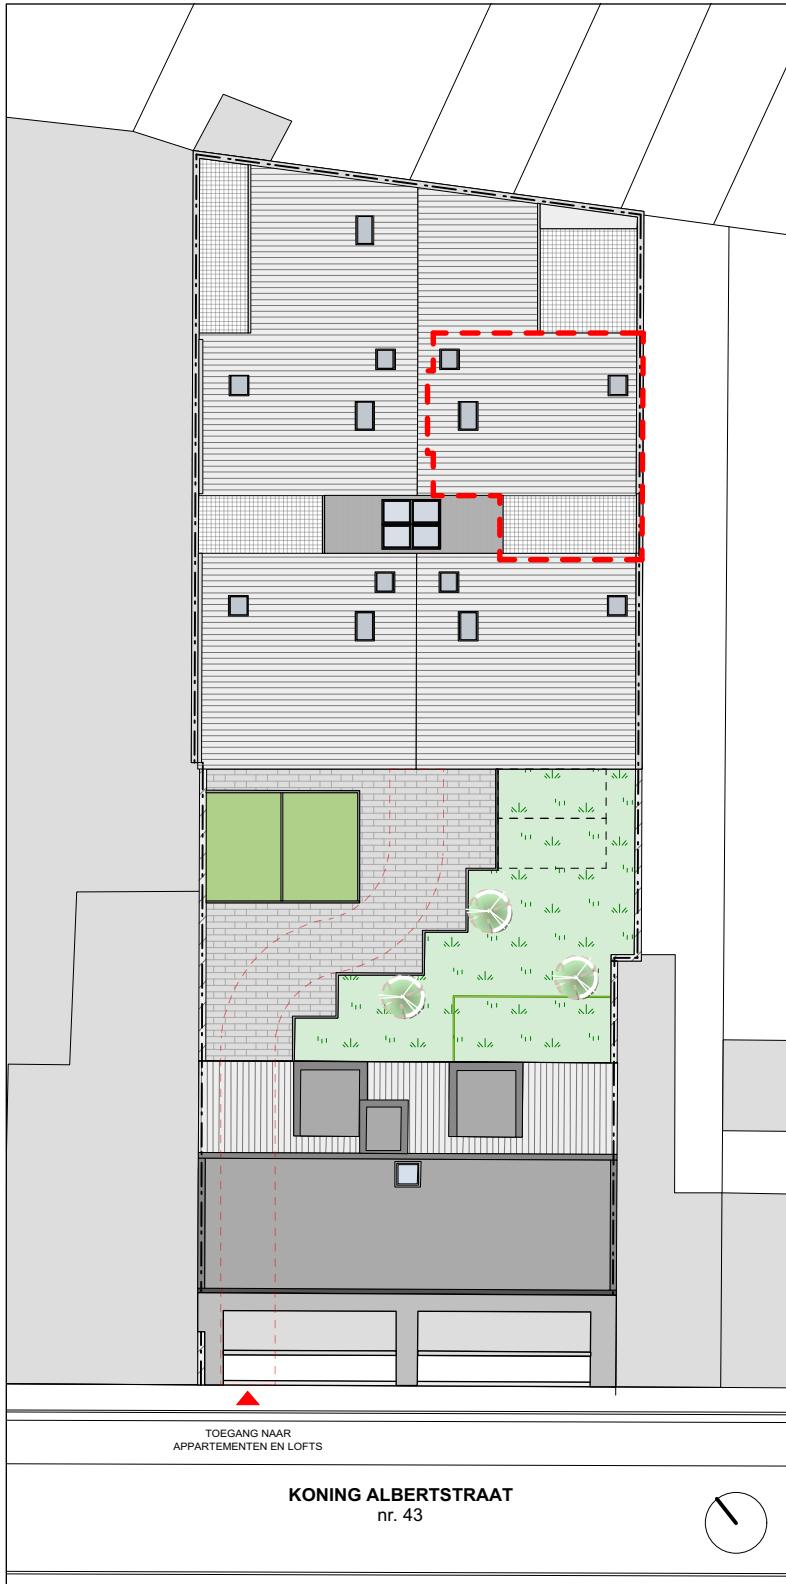 TOEGANG NAAR
APPARTEMENTEN EN LOFTS
KONING ALBERTSTRAAT
nr. 43